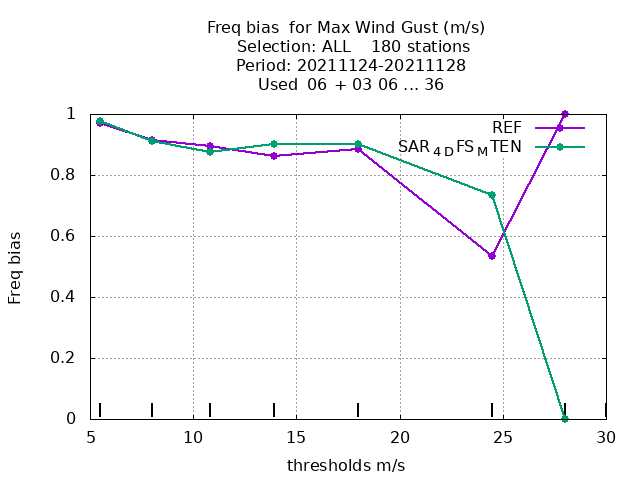 Freq bias  for Max Wind Gust (m/s)
Selection: ALL    180 stations
Period: 20211124-20211128
Used  06 + 03 06 ... 36
REF
SAR4DFSMTEN
1
0.8
0.6
0.4
0.2
0
Freq bias
5 10 15 20 25 30
thresholds m/s